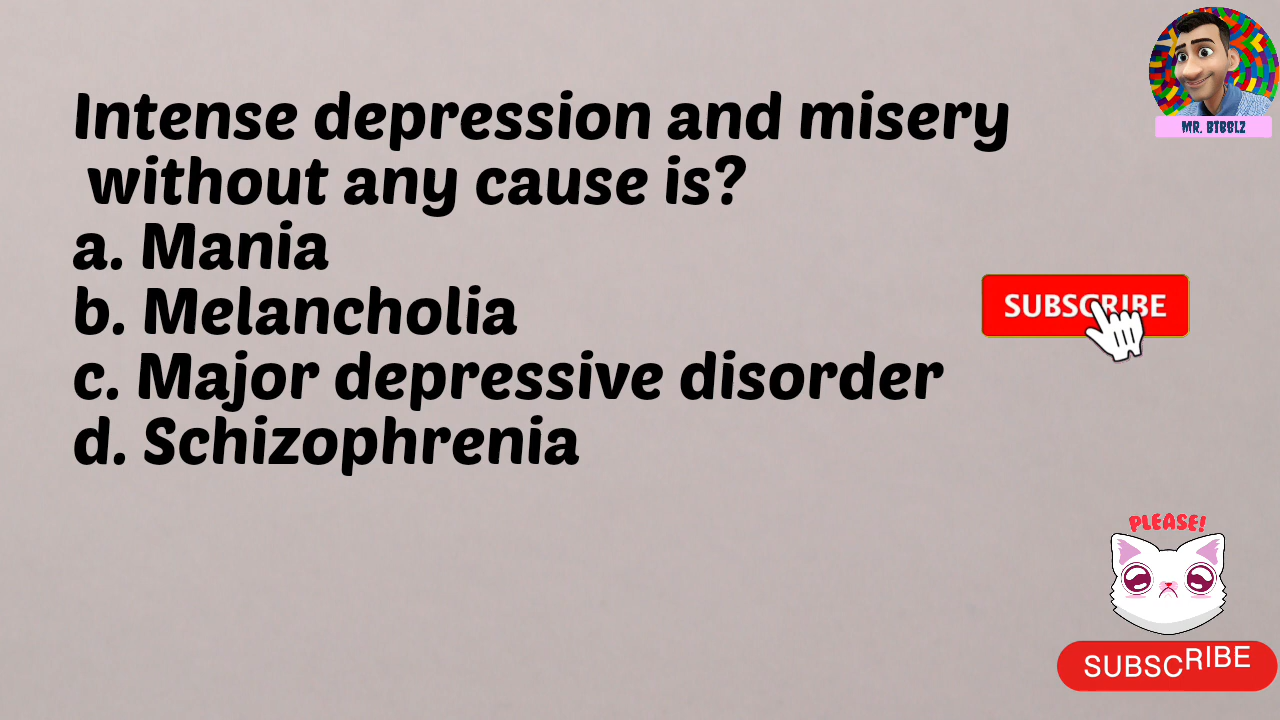 Intense depression and misery
without any cause is?
a. Mania
b. Melancholia
c. Major depressive disorder
d. Schizophrenia
MR. BIBBLZ
SUBSCRIBE
PLEASE!
SUBSCRIBE